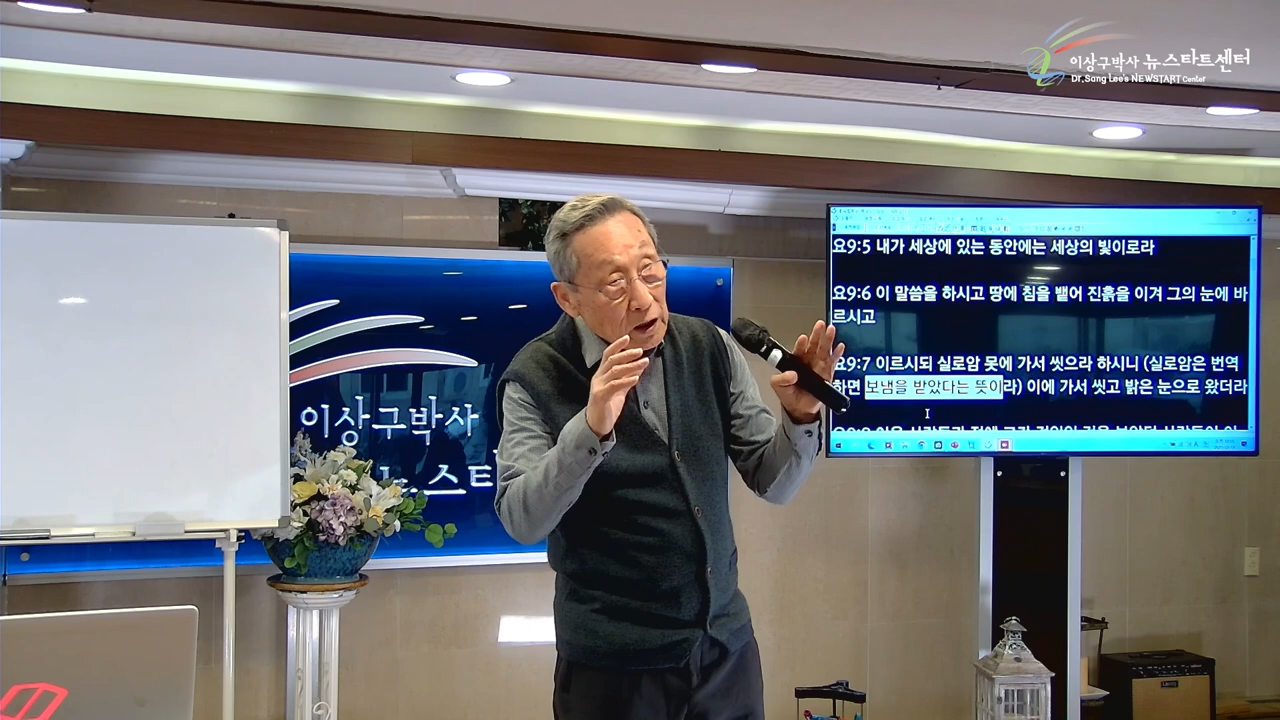 이상구박사 뉴스타트센터
Dr. Sang Lee's NEWSTART Center
이상구박사
뉴스타
요9:5 내가 세상에 있는 동안에는 세상의 빛이로라
요9:6 이 말씀을 하시고 땅에 침을 뱉어 진흙을 이겨 그의 눈에 바
르시고
요9:7 이르시되 실로암 못에 가서 씻으라 하시니 (실로암은 번역
하면 보냄을 받았다는 뜻이라) 이에 가서 씻고 밝은 눈으로 왔더라